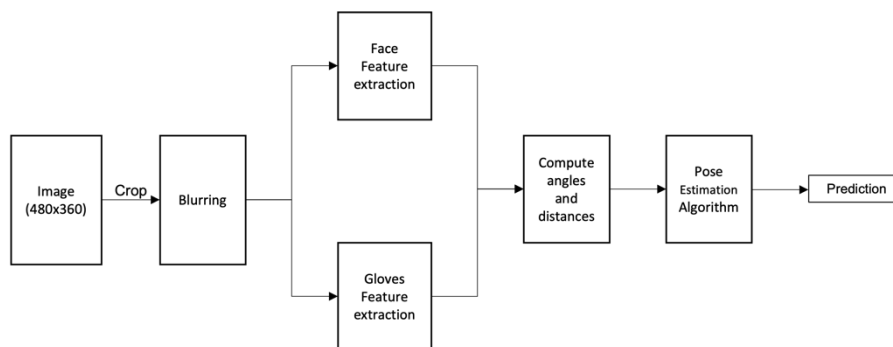 Image
(480x360)
Crop
Blurring
Face
Feature
extraction
Gloves
Feature
extraction
Compute
angles
and
distances
Pose
Estimation
Algorithm
Prediction